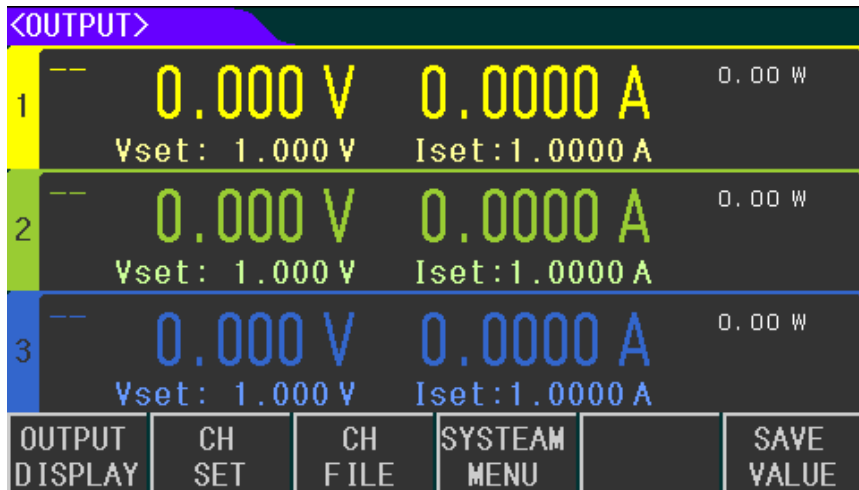 <OUTPUT>
1 -- 0.000 V 0.0000 A 0.00 W
Vset: 1.000 V Iset:1.0000 A
2 -- 0.000 V 0.0000 A 0.00 W
Vset: 1.000 V Iset:1.0000 A
3 -- 0.000 V 0.0000 A 0.00 W
Vset: 1.000 V Iset:1.0000 A
OUTPUT DISPLAY
CH SET
CH FILE
SYSTEAM MENU
SAVE VALUE